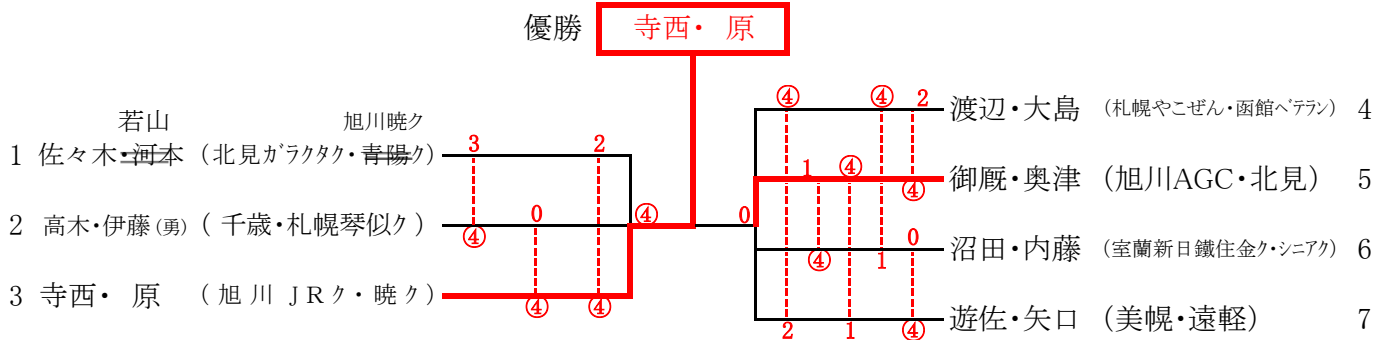 優勝 寺西・ 原
若山 旭川暁ク
1 佐々木・河本 (北見ガラクタク・青陽ク)
2 高木・伊藤(勇) ( 千歳・札幌琴似ク )
3 寺西・ 原 ( 旭川 JRク・暁ク )
3 2
0
④
④ ④
④
0
④ ④ 2
1 ④
④
0
④ 1
2 1 ④
渡辺・大島 (札幌やこぜん・函館ベテラン) 4
御厩・奥津 (旭川AGC・北見) 5
沼田・内藤 (室蘭新日鐵住金ク・シニアク) 6
遊佐・矢口 (美幌・遠軽) 7